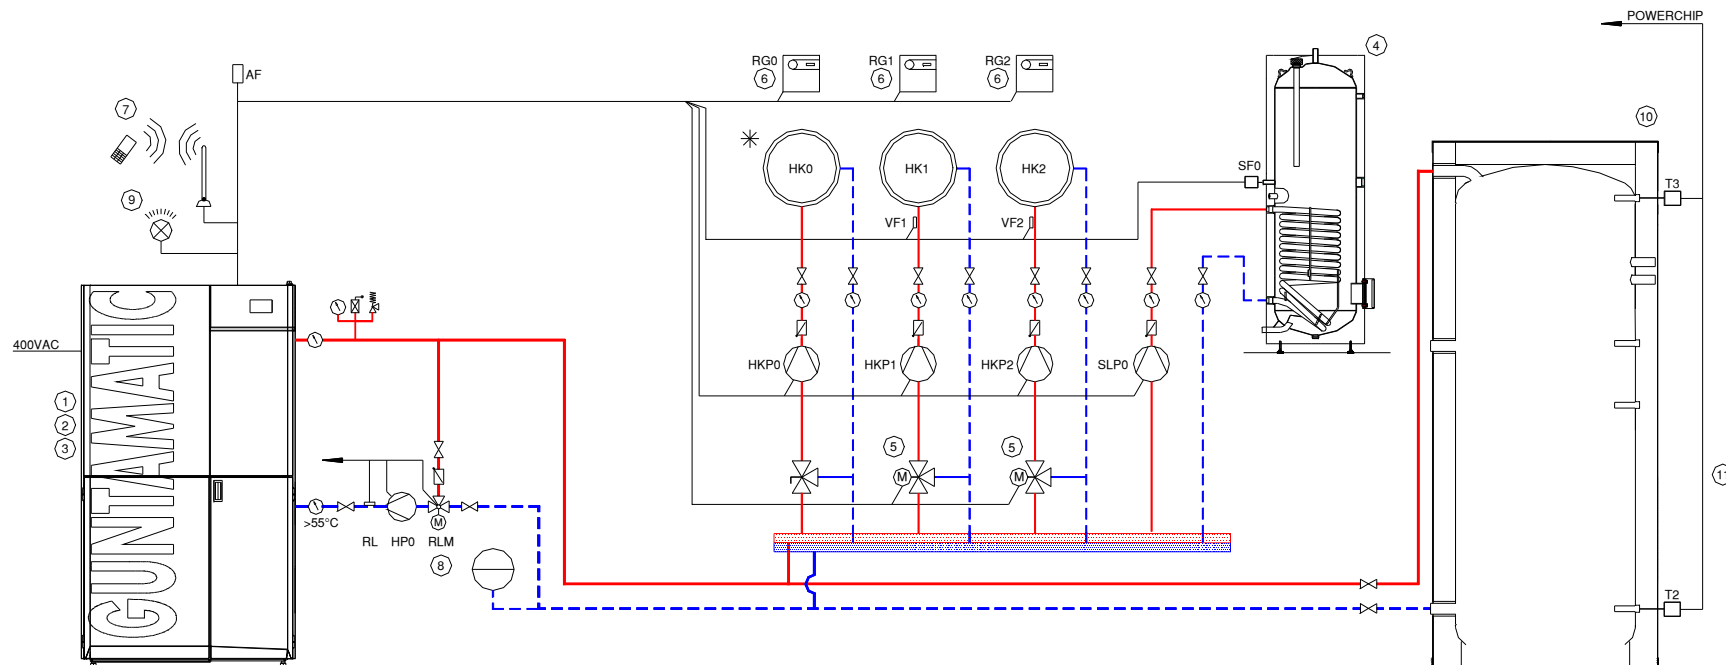 POWERCHIP
4
RG0
RG1
RG2
6
6
6
AF
7
10
HK0
HK1
HK2
SF0
T3
9
VF1
VF2
GUNTAMATIC
400VAC
HKP0
HKP1
HKP2
SLP0
1
2
3
5
5
M
M
11
>55°C
M
RL
HP0
RLM
8
T2